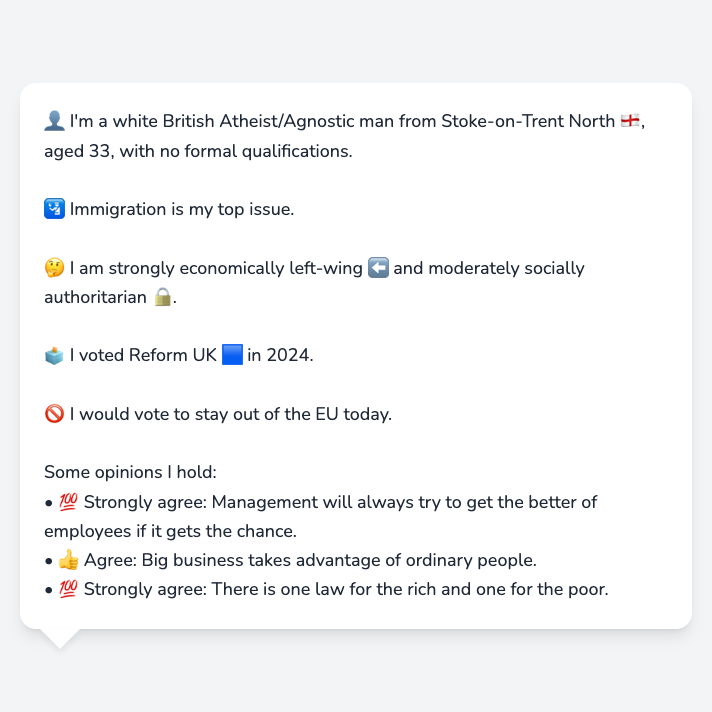 👤 I'm a white British Atheist/Agnostic man from Stoke-on-Trent North 🏴󠁧󠁢󠁥󠁮󠁧󠁿,
aged 33, with no formal qualifications.
🛂 Immigration is my top issue.
🤔 I am strongly economically left-wing ⬅️ and moderately socially
authoritarian 🔒.
🗳️ I voted Reform UK 🟦 in 2024.
🚫 I would vote to stay out of the EU today.
Some opinions I hold:
• 💯 Strongly agree: Management will always try to get the better of
employees if it gets the chance.
• 👍 Agree: Big business takes advantage of ordinary people.
• 💯 Strongly agree: There is one law for the rich and one for the poor.